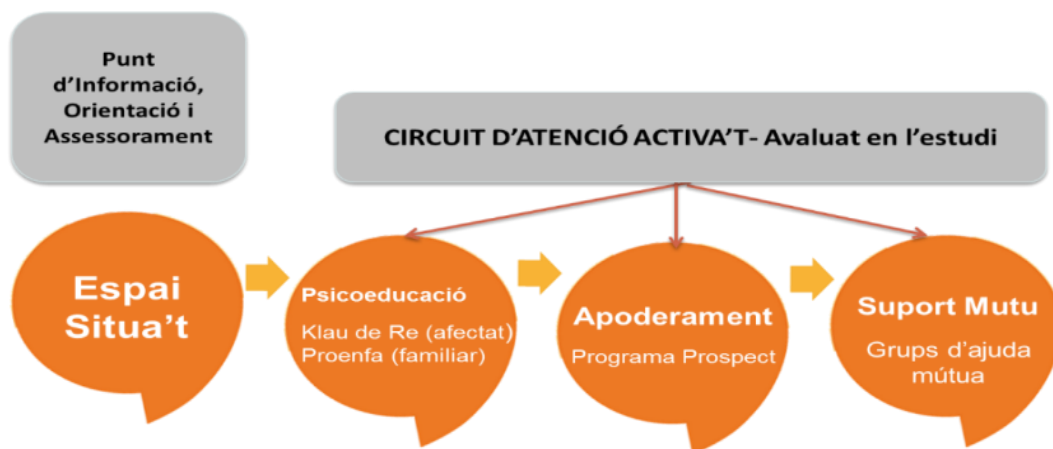 Punt
d'Informació,
Orientació i
Assessorament
CIRCUIT D'ATENCIÓ ACTIVA'T- Avaluat en l'estudi
Espai
Situa't
Psicoeducació
Klau de Re (afectat)
Proenfa (familiar)
Apoderament
Programa Prospect
Suport Mutu
Grups d'ajuda
mútua